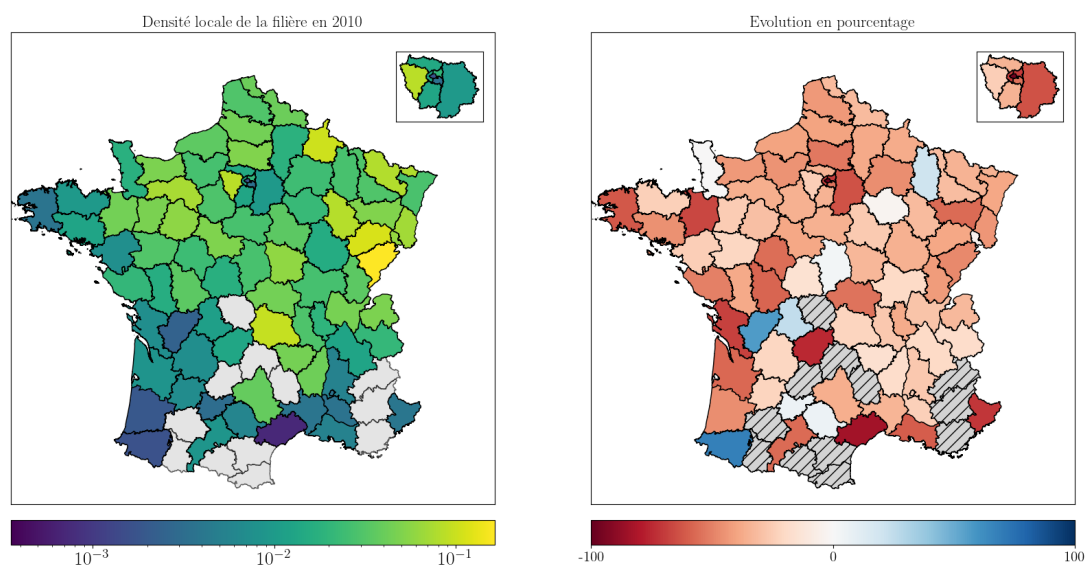 Densité locale de la filière en 2010
Evolution en pourcentage
10⁻³ 10⁻² 10⁻¹
-100 0 100